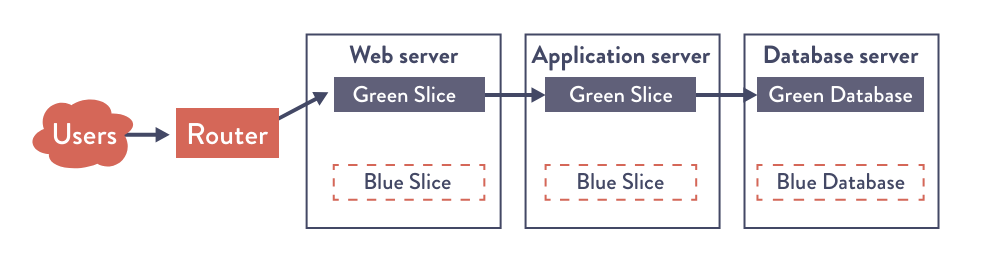 Web server
Application server
Database server
Green Slice
Green Slice
Green Database
Users
Router
Blue Slice
Blue Slice
Blue Database